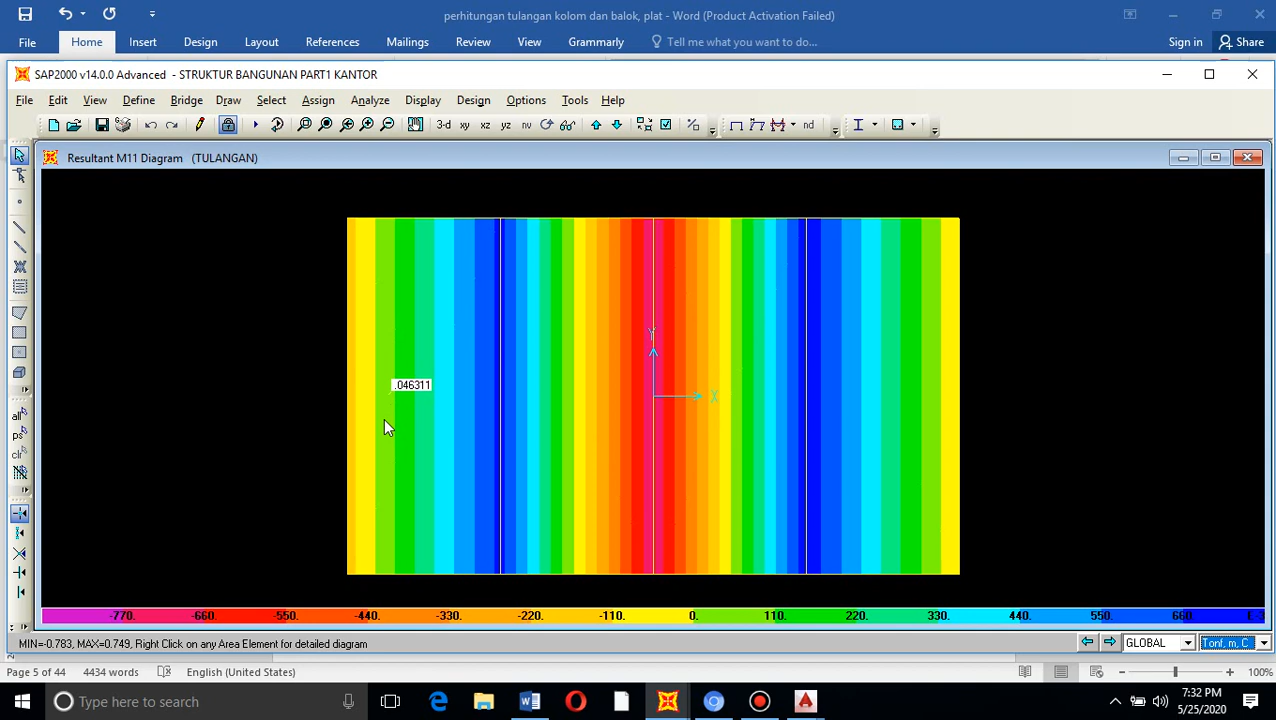 perhitungan tulangan kolom dan balok, plat - Word (Product Activation Failed)
File Home Insert Design Layout References Mailings Review View Grammarly Tell me what you want to do... Sign in Share
SAP2000 v14.0.0 Advanced - STRUKTUR BANGUNAN PART1 KANTOR
File Edit View Define Bridge Draw Select Assign Analyze Display Design Options Tools Help
3-d xy xz yz nv nd
Resultant M11 Diagram (TULANGAN)
all
ps
clr
Y
X
.046311
-770. -660. -550. -440. -330. -220. -110. 0. 110. 220. 330. 440. 550. 660. E-3
MIN=-0.783, MAX=0.749, Right Click on any Area Element for detailed diagram
GLOBAL
Tonf, m, C
Page 5 of 44 4434 words English (United States) 100%
Type here to search
7:32 PM
5/25/2020